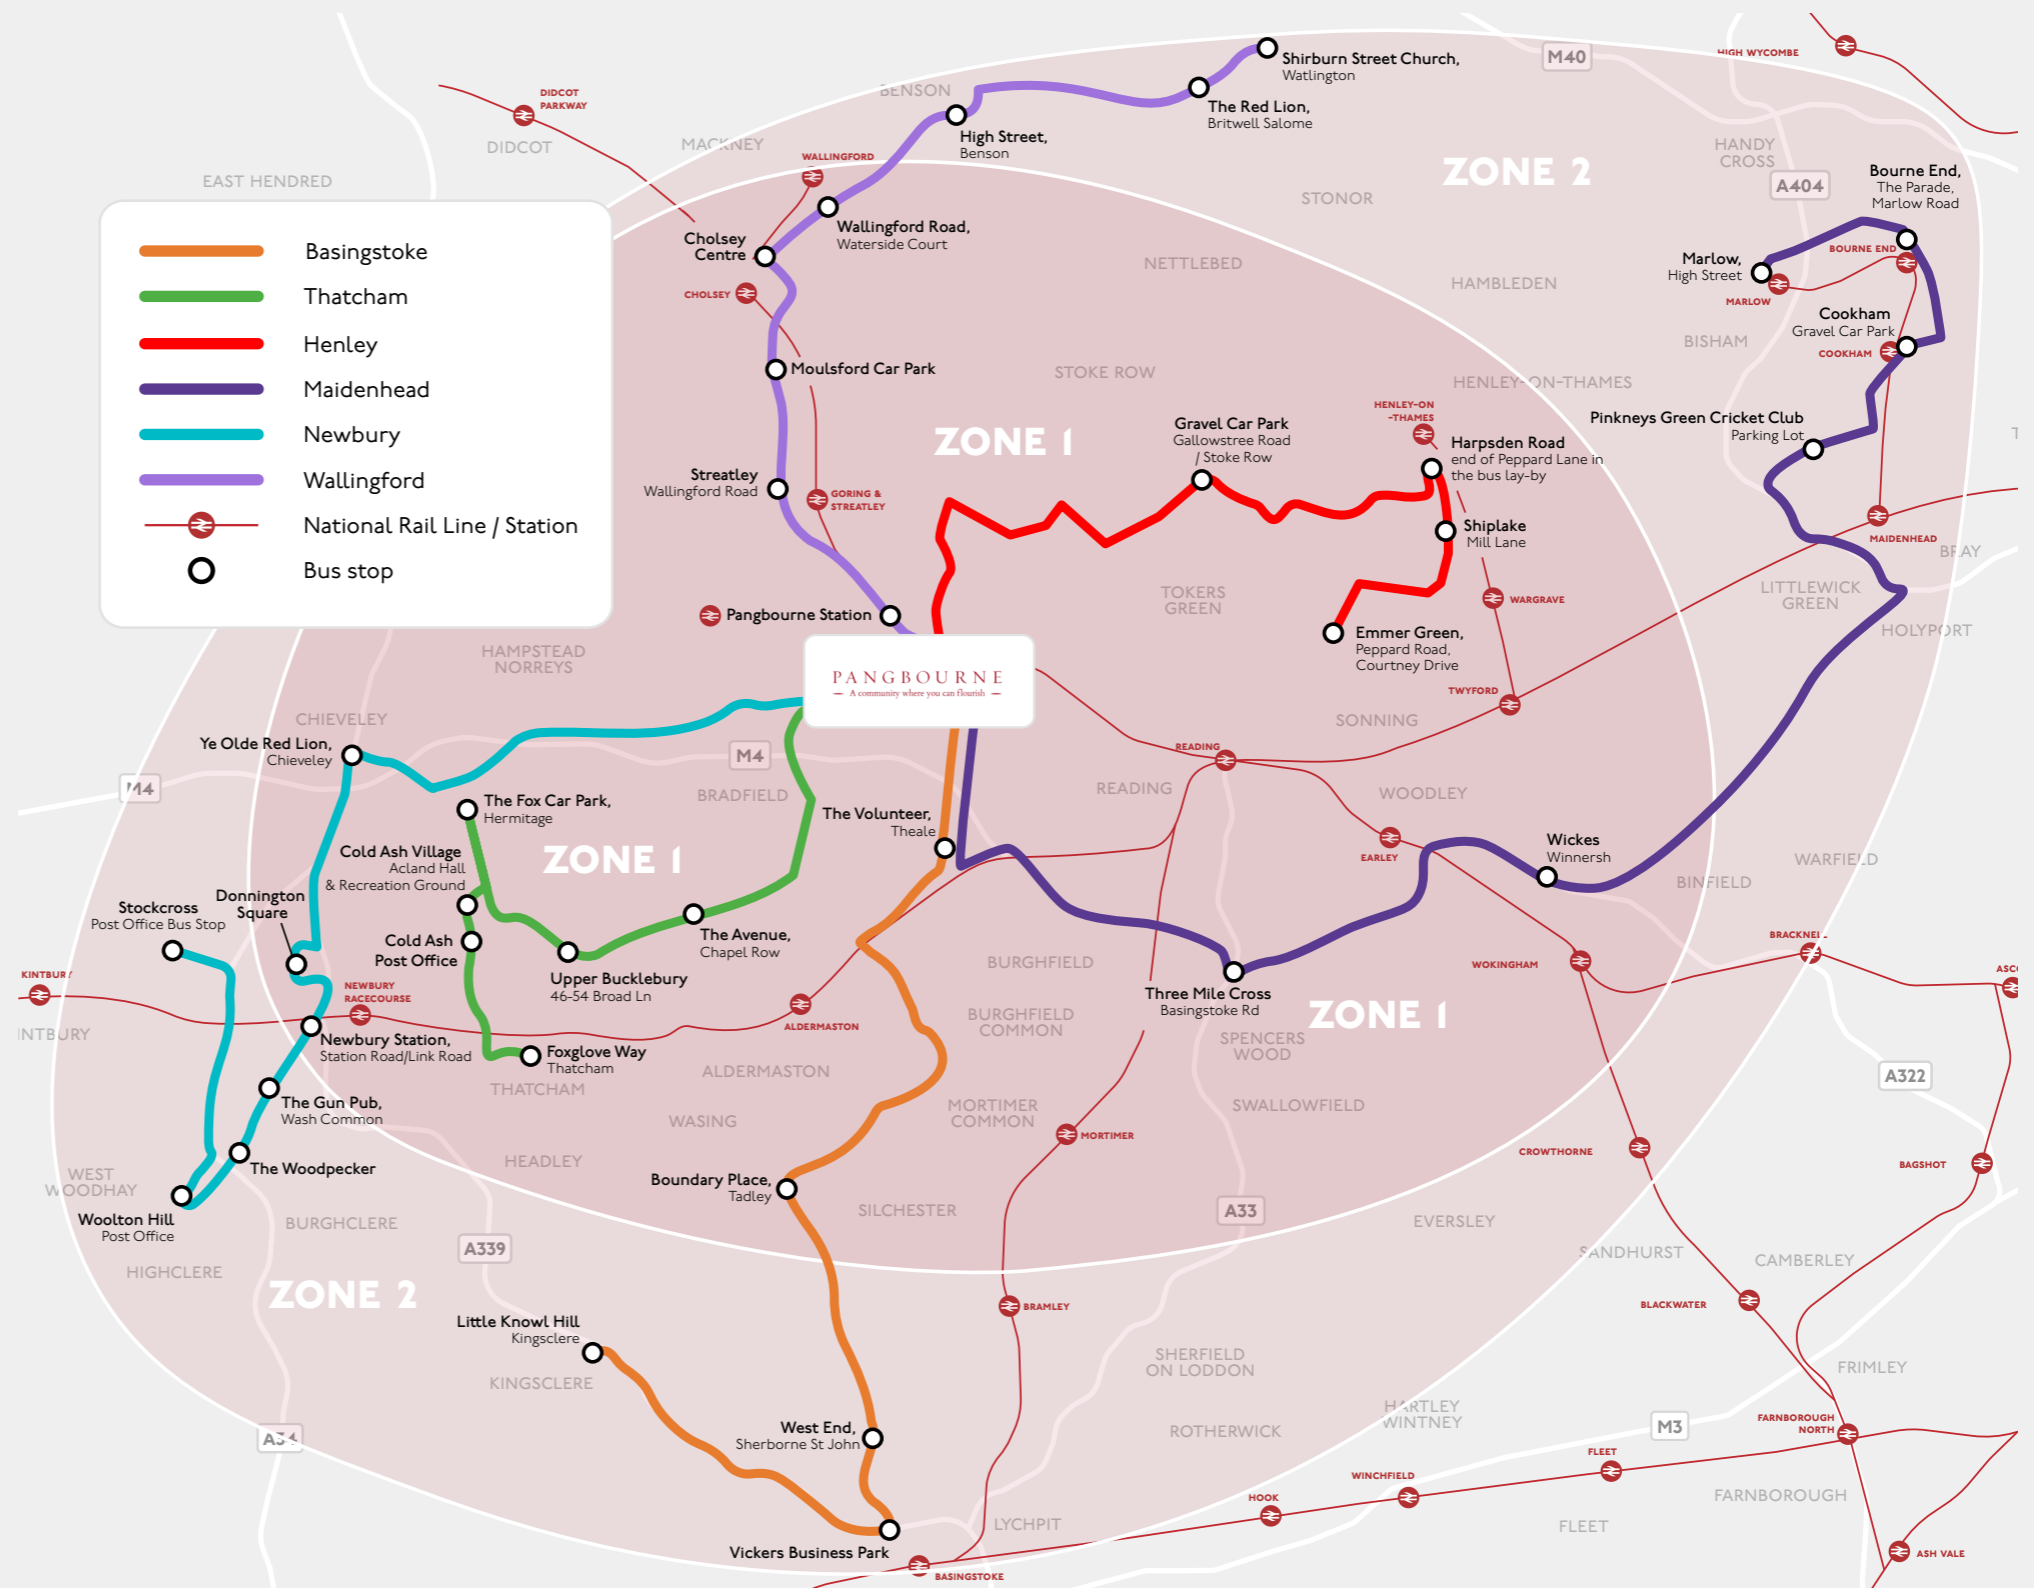 M40
HIGH WYCOMBE
Shirburn Street Church,
Watlington
DIDCOT
PARKWAY
DIDCOT
BENSON
The Red Lion,
Britwell Salome
MACKNEY
High Street,
Benson
HANDY
CROSS
WALLINGFORD
ZONE 2
Bourne End,
The Parade,
Marlow Road
EAST HENDRED
A404
STONOR
Basingstoke
Thatcham
Henley
Maidenhead
Newbury
Wallingford
National Rail Line / Station
Bus stop
Wallingford Road,
Waterside Court
Cholsey
Centre
CHOLSEY
NETTLEBED
HAMBLEDEN
BOURNE END
Marlow,
High Street
MARLOW
Cookham
Gravel Car Park
COOKHAM
BISHAM
Moulsford Car Park
STOKE ROW
HENLEY-ON-THAMES
HENLEY-ON
-THAMES
Pinkneys Green Cricket Club
Parking Lot
ZONE 1
Gravel Car Park
Gallowstree Road
/ Stoke Row
Harpsden Road
end of Peppard Lane in
the bus lay-by
Streatley
Wallingford Road
GORING &
STREATLEY
Shiplake
Mill Lane
MAIDENHEAD
BRAY
LITTLEWICK
GREEN
HOLYPORT
TOKERS
GREEN
WARGRAVE
Pangbourne Station
Emmer Green,
Peppard Road,
Courtney Drive
HAMPSTEAD
NORREYS
PANGBOURNE
A community where you can flourish
TWYFORD
SONNING
CHIEVELEY
Ye Olde Red Lion,
Chieveley
M4
READING
READING
M4
BRADFIELD
WOODLEY
The Fox Car Park,
Hermitage
The Volunteer,
Theale
EARLEY
Wickes
Winnersh
WARFIELD
BINFIELD
Cold Ash Village
Acland Hall
& Recreation Ground
ZONE 1
Donnington
Square
Stockcross
Post Office Bus Stop
Cold Ash
Post Office
The Avenue,
Chapel Row
Upper Bucklebury
46-54 Broad Ln
BURGHFIELD
BRACKNELL
WOKINGHAM
ASC
KINTBURY
NEWBURY
RACECOURSE
Three Mile Cross
Basingstoke Rd
ZONE 1
ALDERMASTON
BURGHFIELD
COMMON
INTBURY
Newbury Station,
Station Road/Link Road
Foxglove Way
Thatcham
SPENCERS
WOOD
THATCHAM
ALDERMASTON
A322
The Gun Pub,
Wash Common
WASING
MORTIMER
COMMON
SWALLOWFIELD
MORTIMER
CROWTHORNE
BAGSHOT
The Woodpecker
HEADLEY
WEST
WOODHAY
Boundary Place,
Tadley
SILCHESTER
A33
EVERSLEY
Woolton Hill
Post Office
BURGHCLERE
A339
SANDHURST
CAMBERLEY
HIGHCLERE
ZONE 2
BRAMLEY
BLACKWATER
Little Knowl Hill
Kingsclere
KINGSCLERE
SHERFIELD
ON LODDON
FRIMLEY
HARTLEY
WINTNEY
FARNBOROUGH
NORTH
A34
West End,
Sherborne St John
ROTHERWICK
M3
FLEET
WINCHFIELD
HOOK
FARNBOROUGH
LYCHPIT
FLEET
Vickers Business Park
BASINGSTOKE
ASH VALE